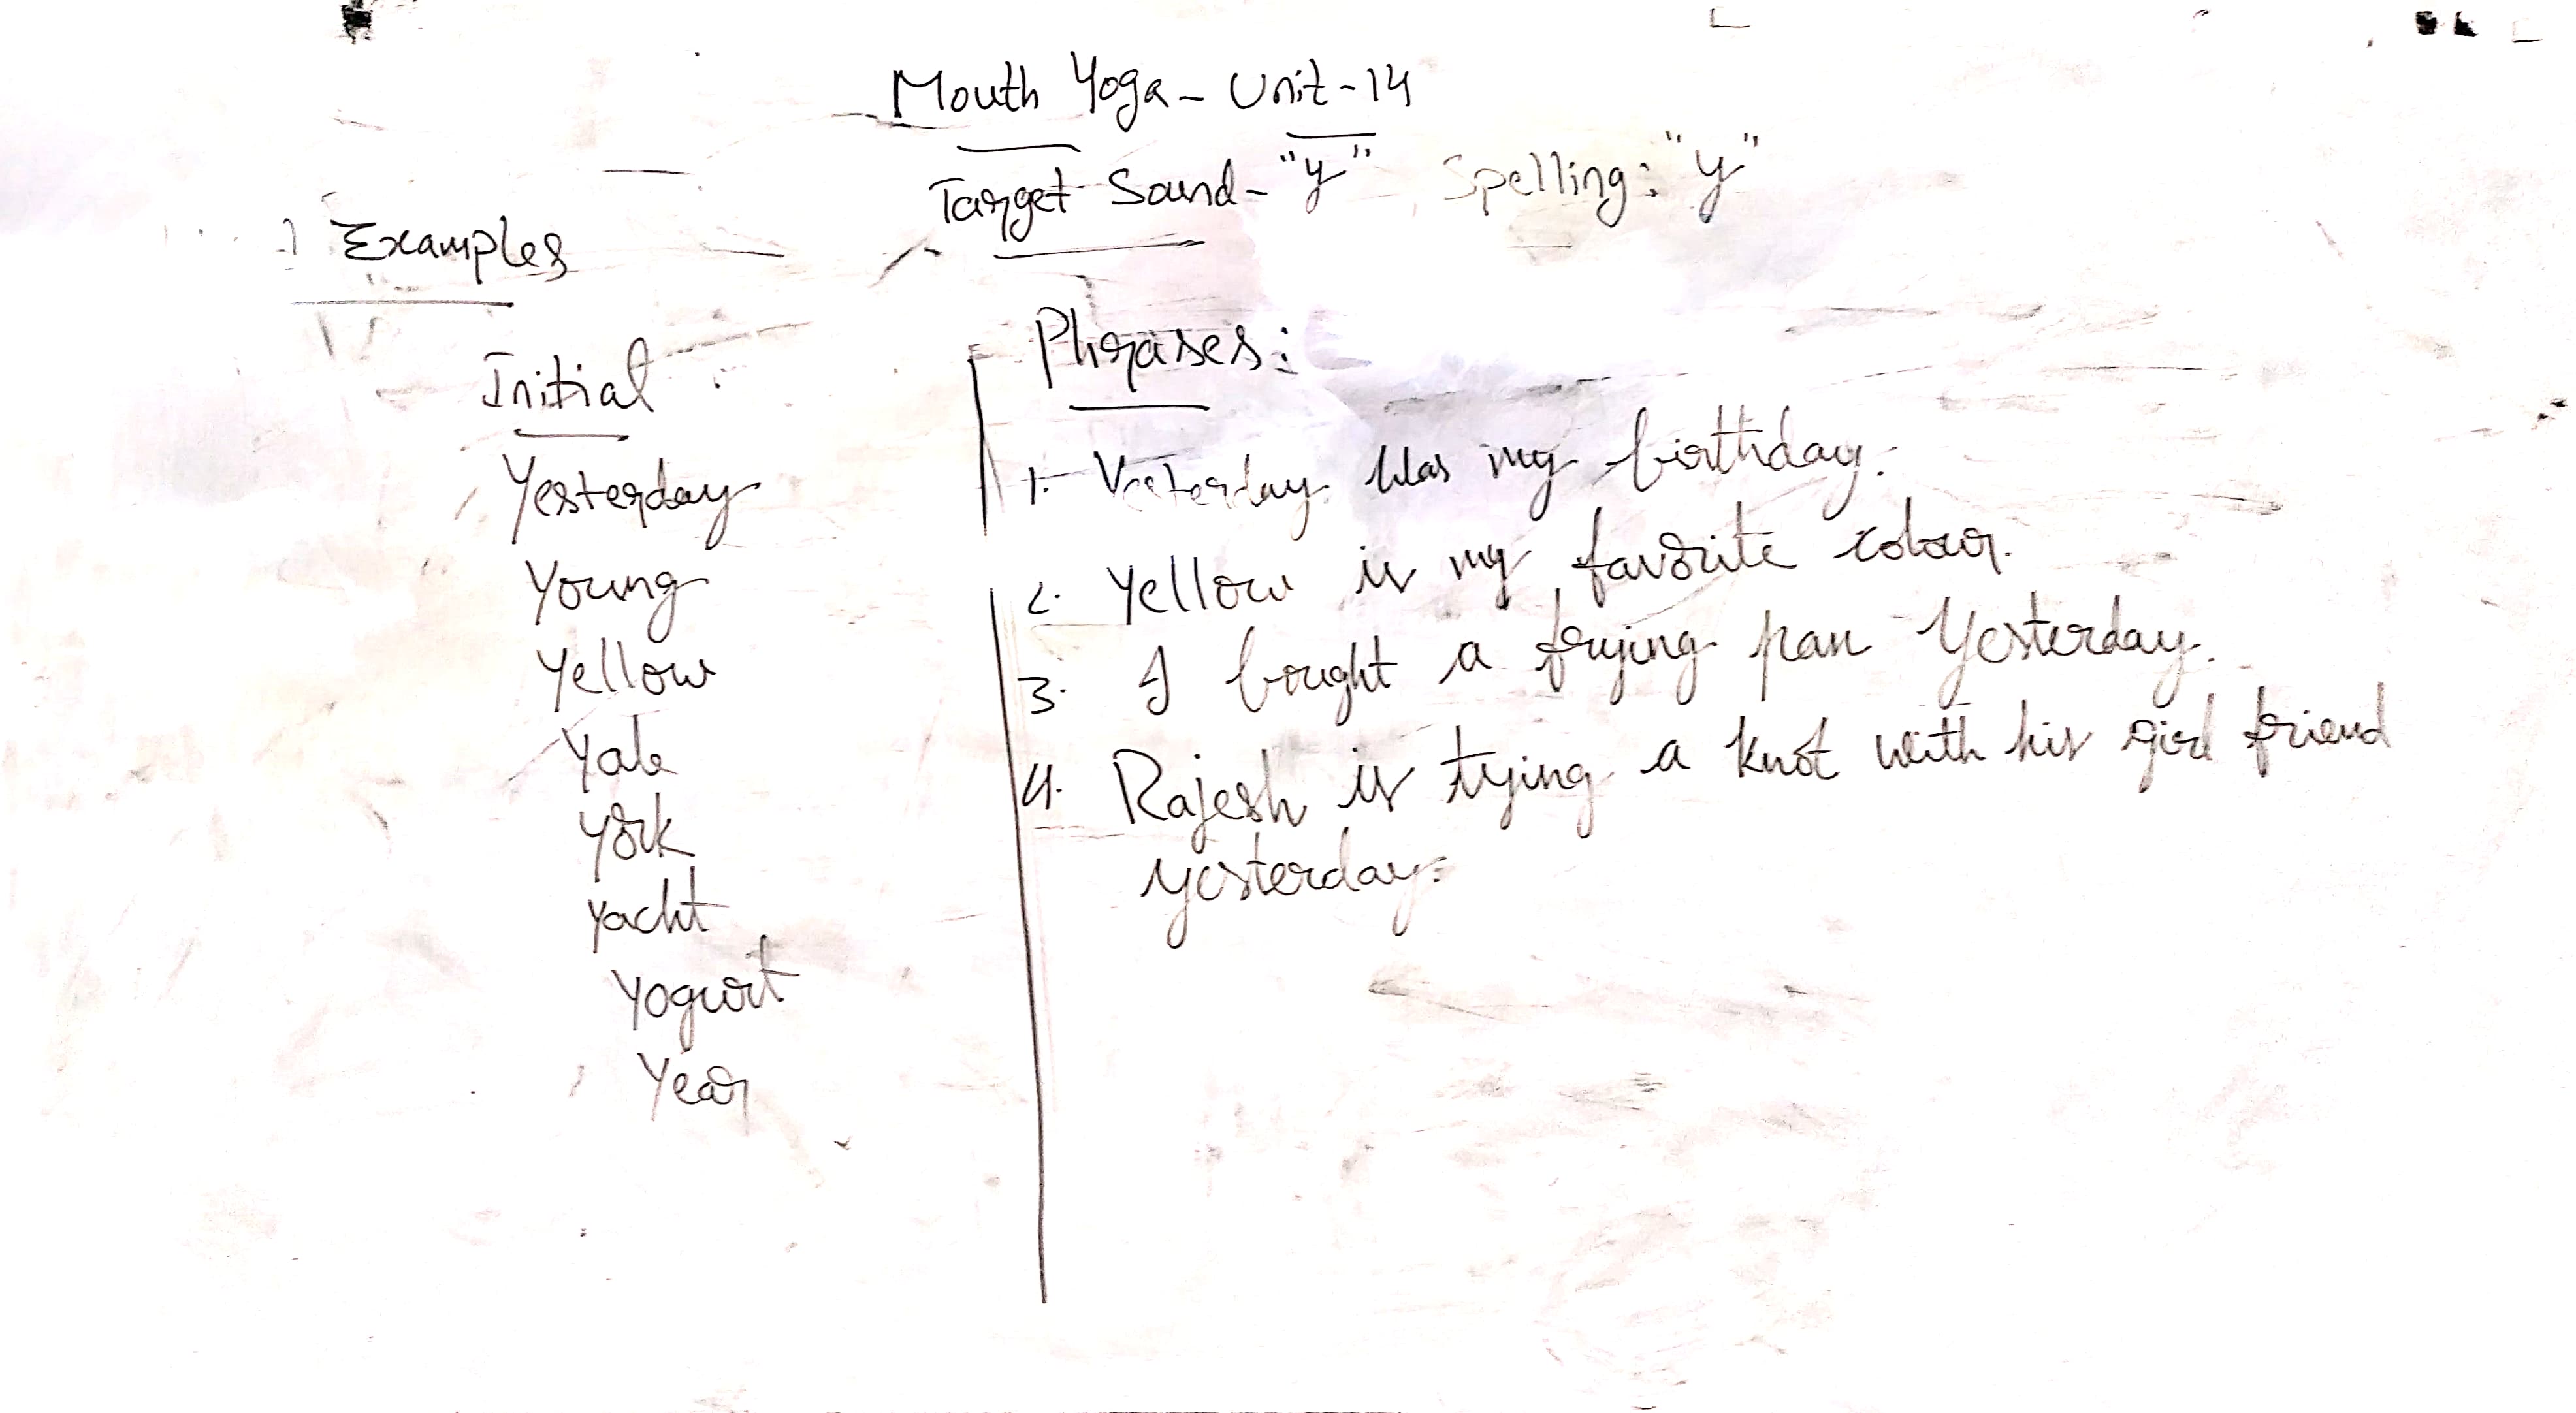 Mouth Yoga - Unit - 14
Target Sound - "y" Spelling: "y"
Examples
Initial
Yesterday
Young
Yellow
Yale
York
Yacht
Yogurt
Year
Phrases:
1. Yesterday was my birthday.
2. Yellow is my favorite colour.
3. I bought a frying pan Yesterday.
4. Rajesh is tying a knot with his girl friend
yesterday.